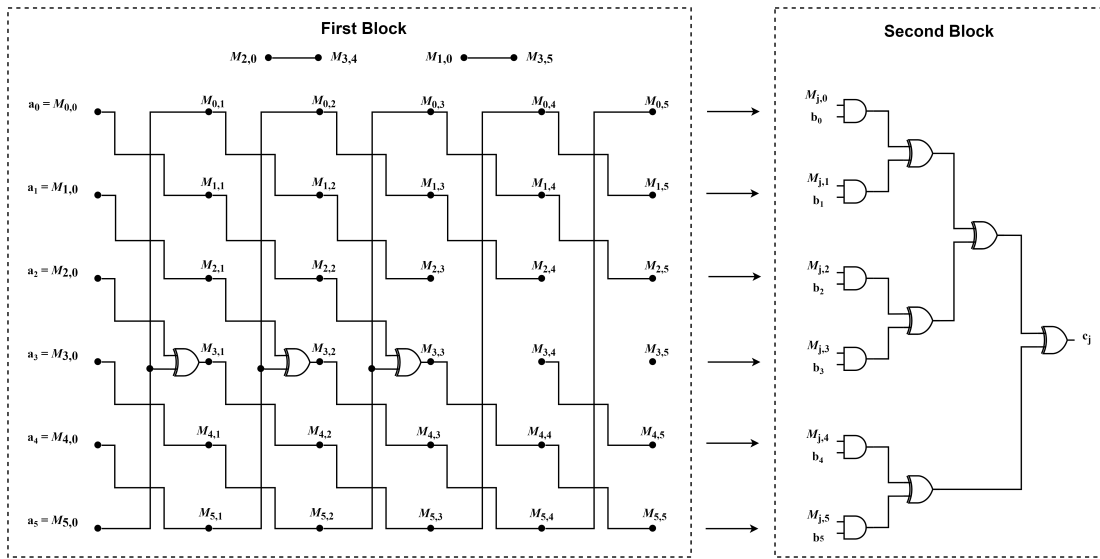 First Block
M2,0 M3,4 M1,0 M3,5
a0 = M0,0 M0,1 M0,2 M0,3 M0,4 M0,5
a1 = M1,0 M1,1 M1,2 M1,3 M1,4 M1,5
a2 = M2,0 M2,1 M2,2 M2,3 M2,4 M2,5
a3 = M3,0 M3,1 M3,2 M3,3 M3,4 M3,5
a4 = M4,0 M4,1 M4,2 M4,3 M4,4 M4,5
a5 = M5,0 M5,1 M5,2 M5,3 M5,4 M5,5
Second Block
Mj,0
b0
Mj,1
b1
Mj,2
b2
Mj,3
b3
Mj,4
b4
Mj,5
b5
cj